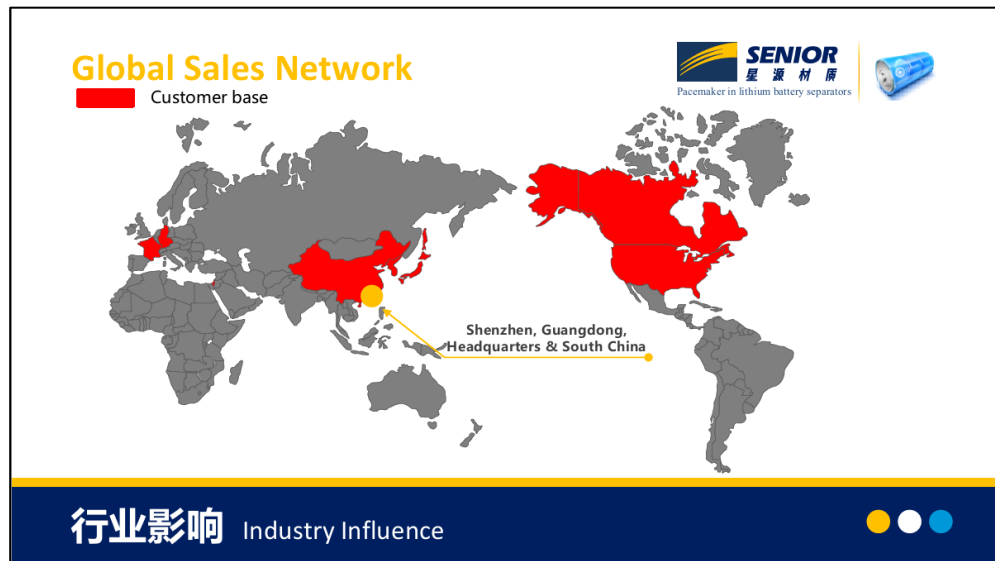 Global Sales Network
Customer base
SENIOR
星源材质
Pacemaker in lithium battery separators
Shenzhen, Guangdong,
Headquarters & South China
行业影响 Industry Influence